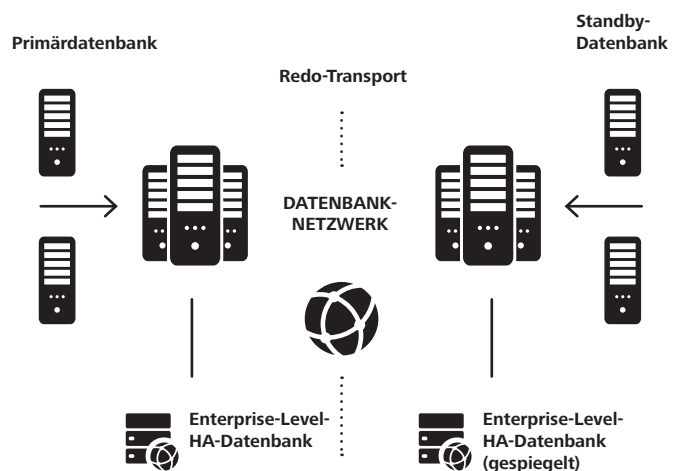 Primärdatenbank
Standby-
Datenbank
Redo-Transport
DATENBANK-
NETZWERK
Enterprise-Level-
HA-Datenbank
Enterprise-Level-
HA-Datenbank
(gespiegelt)